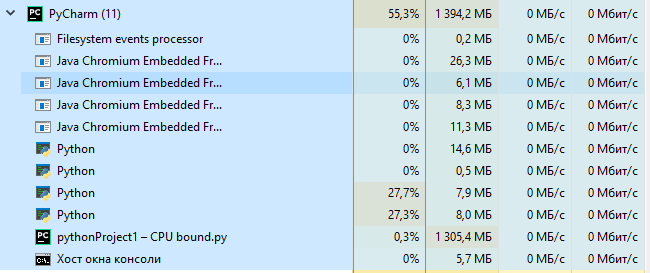 PyCharm (11) 55,3% 1 394,2 МБ 0 МБ/с 0 Мбит/с
Filesystem events processor 0% 0,2 МБ 0 МБ/с 0 Мбит/с
Java Chromium Embedded Fr... 0% 26,3 МБ 0 МБ/с 0 Мбит/с
Java Chromium Embedded Fr... 0% 6,1 МБ 0 МБ/с 0 Мбит/с
Java Chromium Embedded Fr... 0% 8,3 МБ 0 МБ/с 0 Мбит/с
Java Chromium Embedded Fr... 0% 11,3 МБ 0 МБ/с 0 Мбит/с
Python 0% 14,6 МБ 0 МБ/с 0 Мбит/с
Python 0% 0,5 МБ 0 МБ/с 0 Мбит/с
Python 27,7% 7,9 МБ 0 МБ/с 0 Мбит/с
Python 27,3% 8,0 МБ 0 МБ/с 0 Мбит/с
pythonProject1 – CPU bound.py 0,3% 1 305,4 МБ 0 МБ/с 0 Мбит/с
Хост окна консоли 0% 5,7 МБ 0 МБ/с 0 Мбит/с